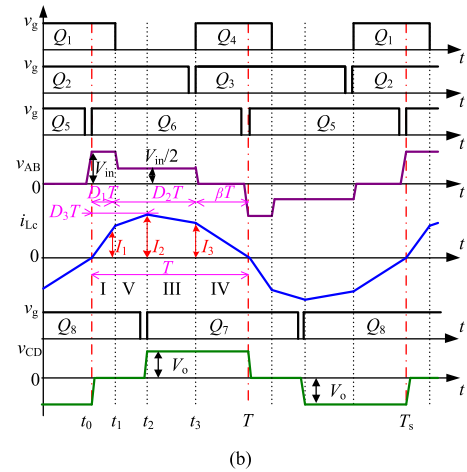 v_g Q_1 Q_4 Q_1 t
v_g Q_2 Q_3 Q_2 t
v_g Q_5 Q_6 Q_5 t
v_AB V_in V_in/2
0 t
D_1T D_2T βT
D_3T
i_Lc I_1 I_2 I_3
0 t
T
I V III IV
v_g Q_8 Q_7 Q_8 t
v_CD V_o
0 V_o t
t_0 t_1 t_2 t_3 T T_s
(b)